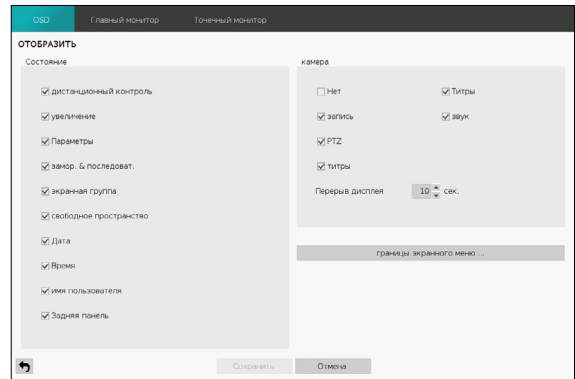 OSD Главный монитор Точечный монитор
ОТОБРАЗИТЬ
Состояние
дистанционный контроль
увеличение
Параметры
замор. & последоват.
экранная группа
свободное пространство
Дата
Время
имя пользователя
Задняя панель
камера
Нет Титры
запись звук
PTZ
титры
Перерыв дисплея 10 сек.
границы экранного меню ...
Сохранить Отмена